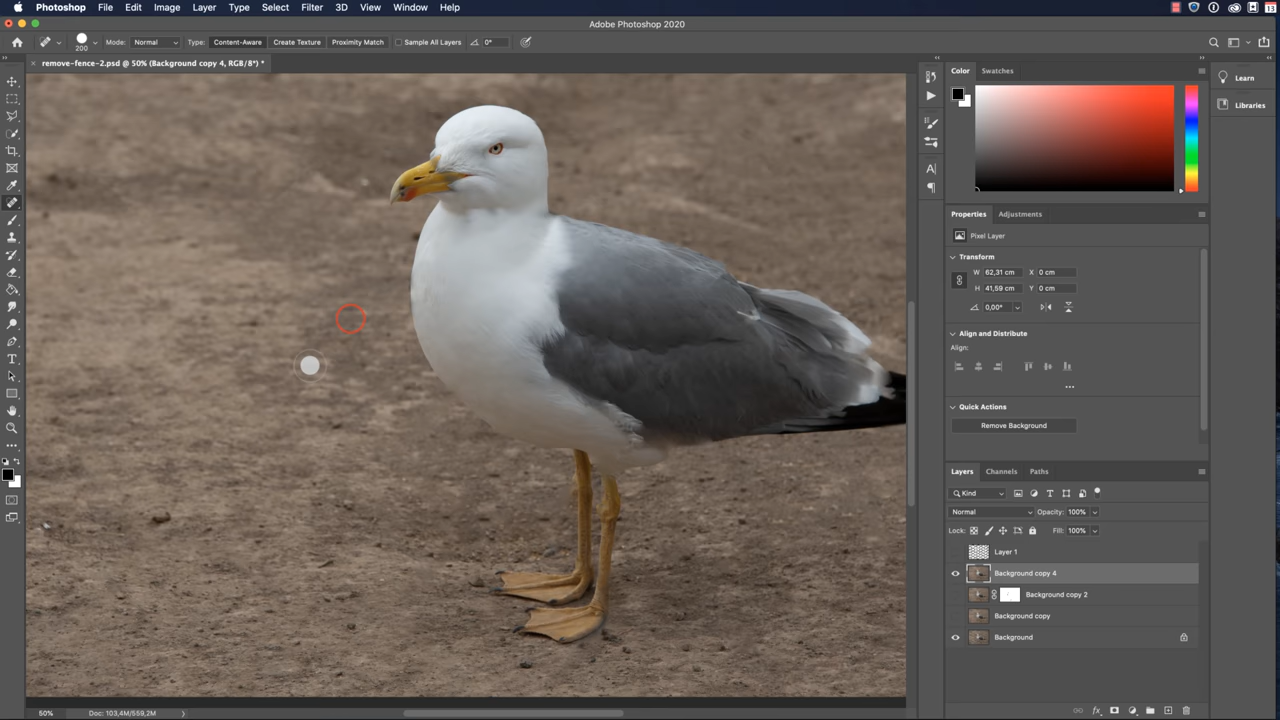 Photoshop File Edit Image Layer Type Select Filter 3D View Window Help 13
Adobe Photoshop 2020
200 Mode: Normal Type: Content-Aware Create Texture Proximity Match Sample All Layers 0°
remove-fence-2.psd @ 50% (Background copy 4, RGB/8*) *
Color Swatches
Learn
Libraries
Properties Adjustments
Pixel Layer
Transform
W 62,31 cm X 0 cm
H 41,59 cm Y 0 cm
0,00°
Align and Distribute
Align:
Quick Actions
Remove Background
Layers Channels Paths
Kind
Normal Opacity: 100%
Lock: Fill: 100%
Layer 1
Background copy 4
Background copy 2
Background copy
Background
fx
50% Doc: 103,4M/559,2M